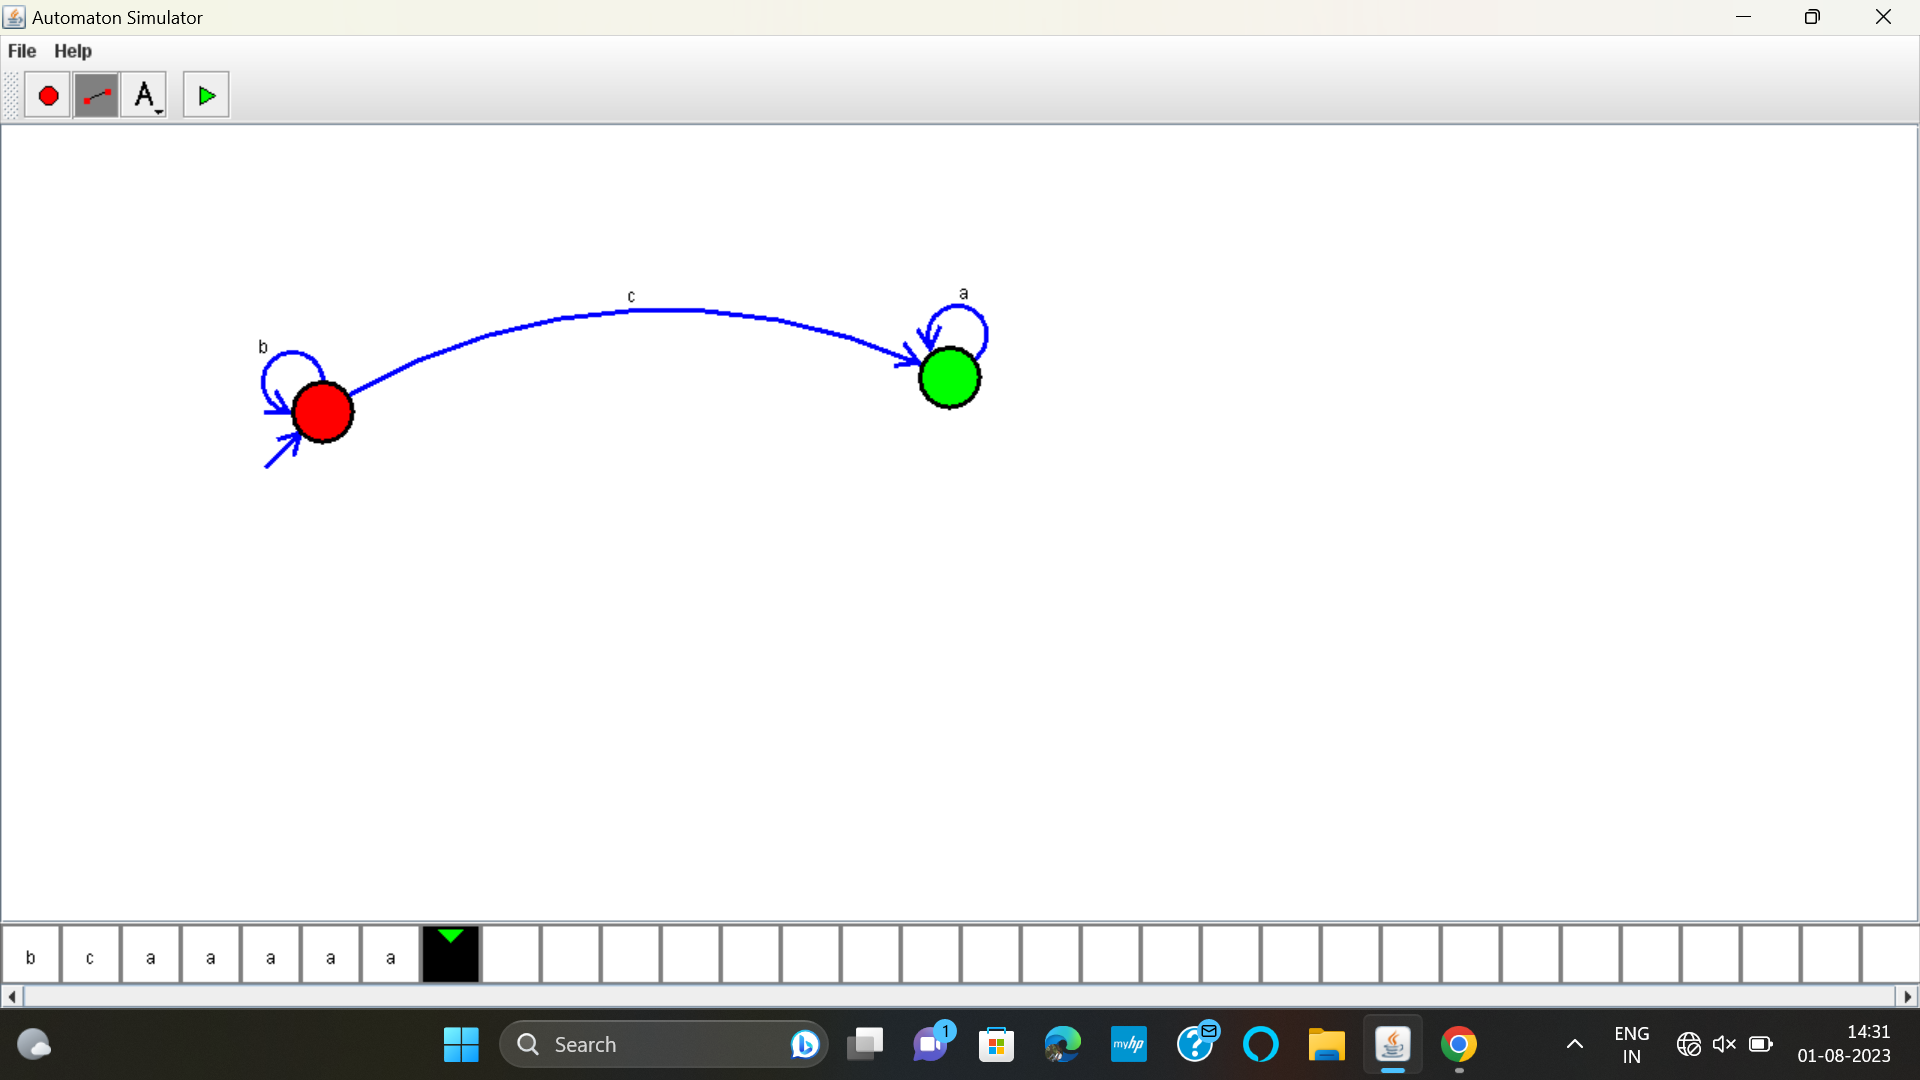 Automaton Simulator
File Help
A
c
a
b
b c a a a a a
Search
1
myhp
?
ENG
IN
14:31
01-08-2023